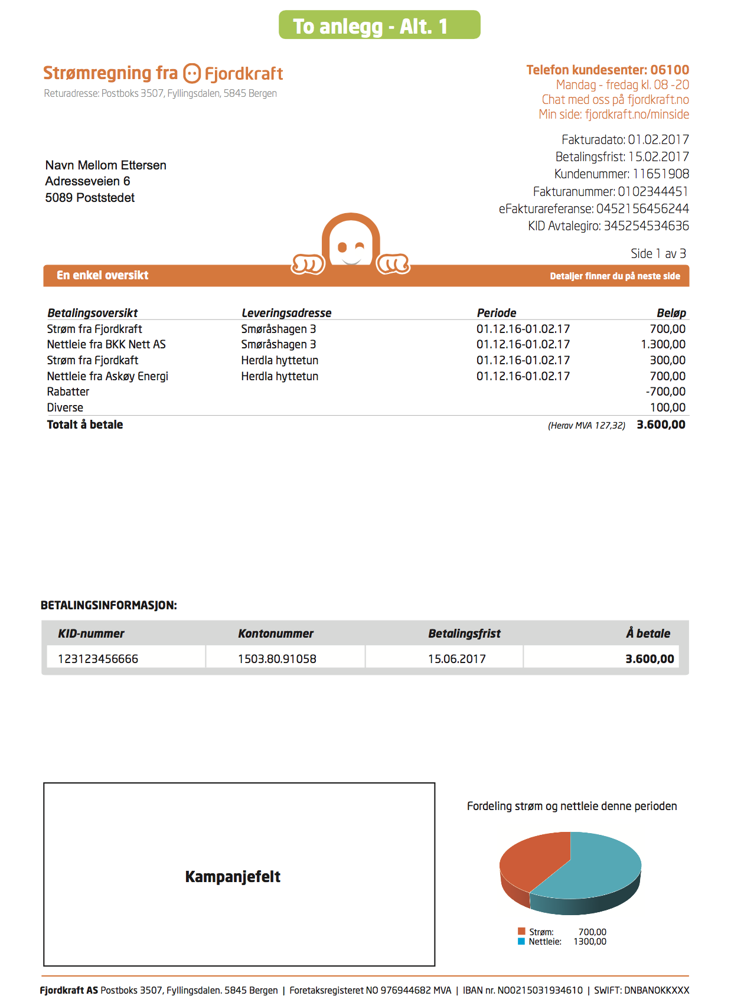 To anlegg - Alt. 1
Strømregning fra Fjordkraft
Returadresse: Postboks 3507, Fyllingsdalen, 5845 Bergen
Telefon kundesenter: 06100
Mandag - fredag kl. 08 -20
Chat med oss på fjordkraft.no
Min side: fjordkraft.no/minside
Fakturadato: 01.02.2017
Betalingsfrist: 15.02.2017
Kundenummer: 11651908
Fakturanummer: 0102344451
eFakturareferanse: 0452156456244
KID Avtalegiro: 345254534636
Navn Mellom Ettersen
Adresseveien 6
5089 Poststedet
Side 1 av 3
En enkel oversikt Detaljer finner du på neste side
Betalingsoversikt Leveringsadresse Periode Beløp
Strøm fra Fjordkraft Smøråshagen 3 01.12.16-01.02.17 700,00
Nettleie fra BKK Nett AS Smøråshagen 3 01.12.16-01.02.17 1.300,00
Strøm fra Fjordkaft Herdla hyttetun 01.12.16-01.02.17 300,00
Nettleie fra Askøy Energi Herdla hyttetun 01.12.16-01.02.17 700,00
Rabatter -700,00
Diverse 100,00
Totalt å betale (Herav MVA 127,32) 3.600,00
BETALINGSINFORMASJON:
KID-nummer Kontonummer Betalingsfrist Å betale
123123456666 1503.80.91058 15.06.2017 3.600,00
Kampanjefelt
Fordeling strøm og nettleie denne perioden
Strøm: 700,00
Nettleie: 1300,00
Fjordkraft AS Postboks 3507, Fyllingsdalen. 5845 Bergen | Foretaksregisteret NO 976944682 MVA | IBAN nr. NO0215031934610 | SWIFT: DNBANOKKXXX